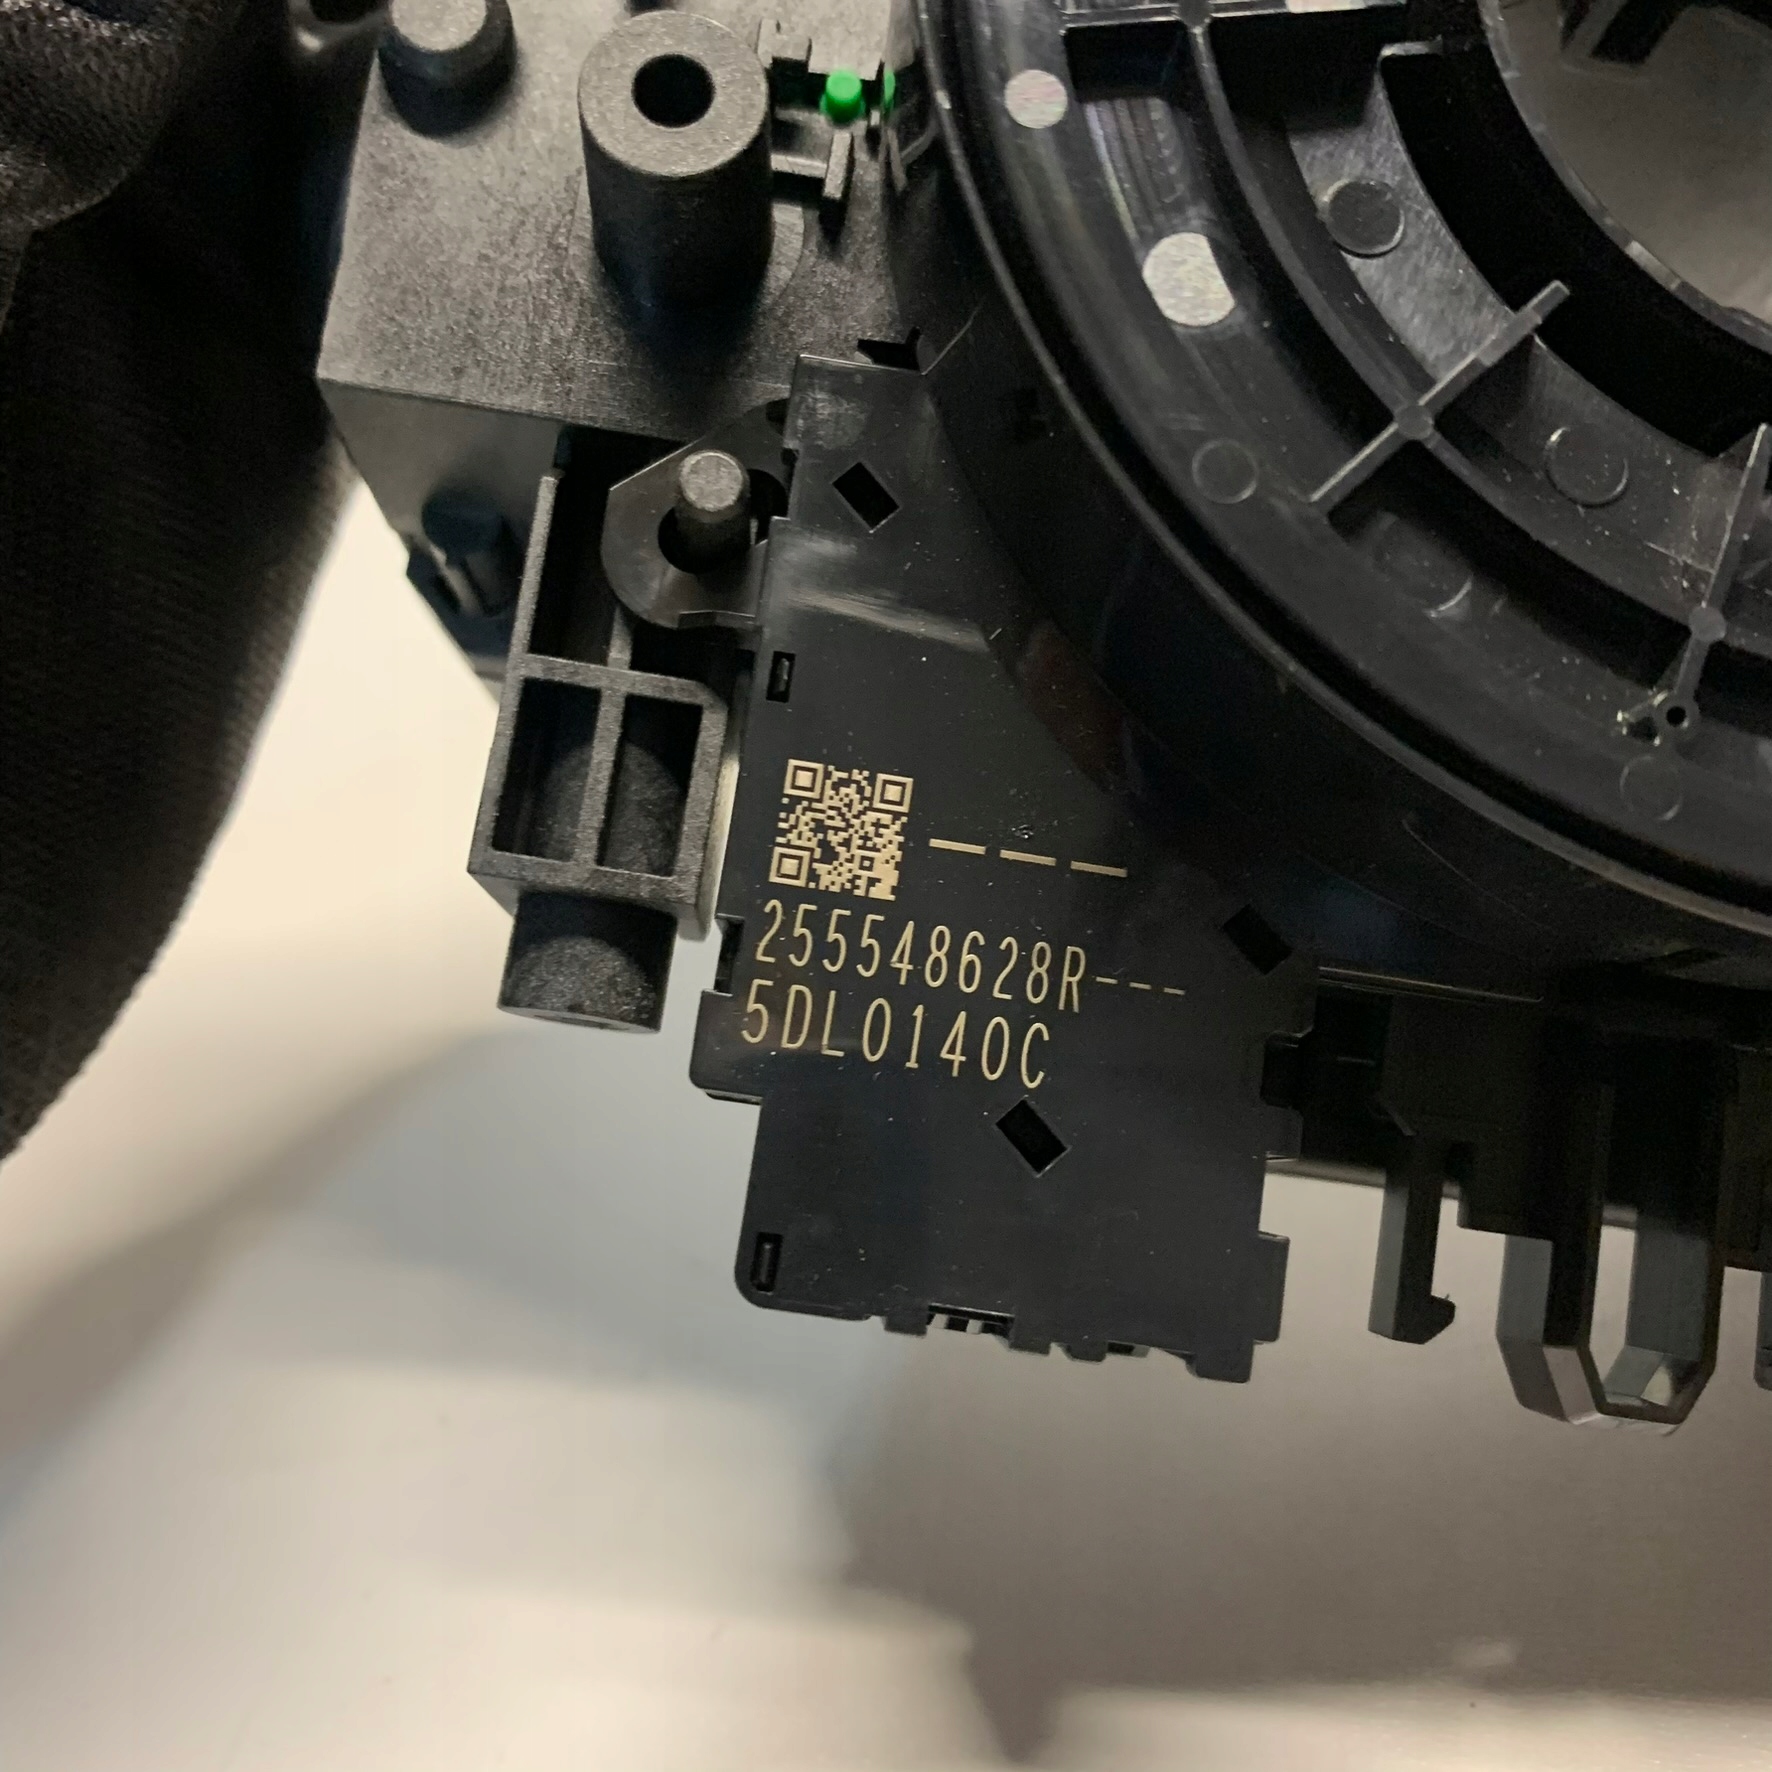 — — —
255548628R---
5DL0140C